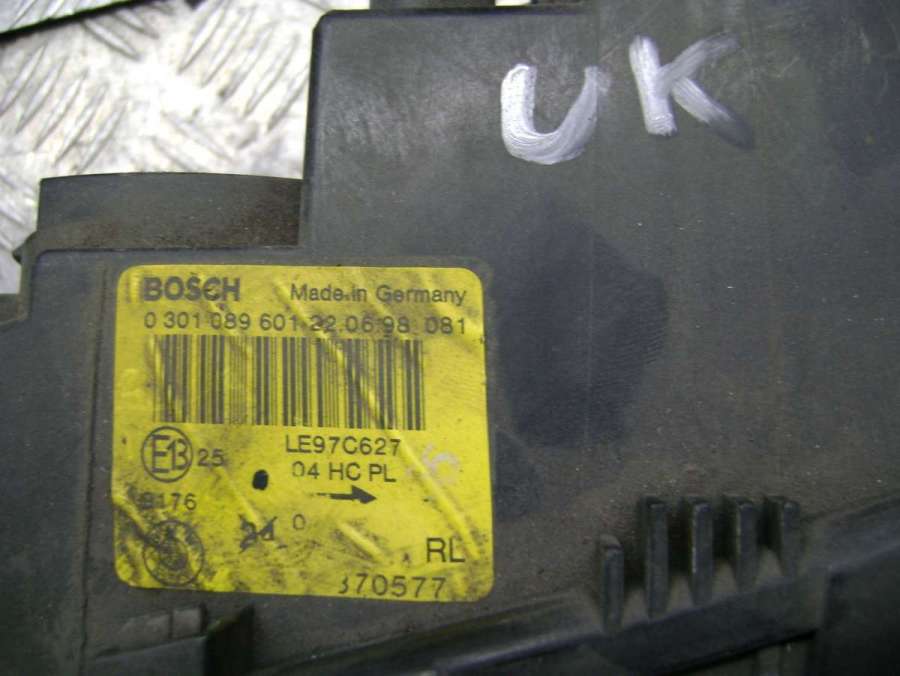 UK
BOSCH Made in Germany
0 301 089 601 22.06.98 081
LE97C627
E13 25
04 HC PL
0
RL
370577